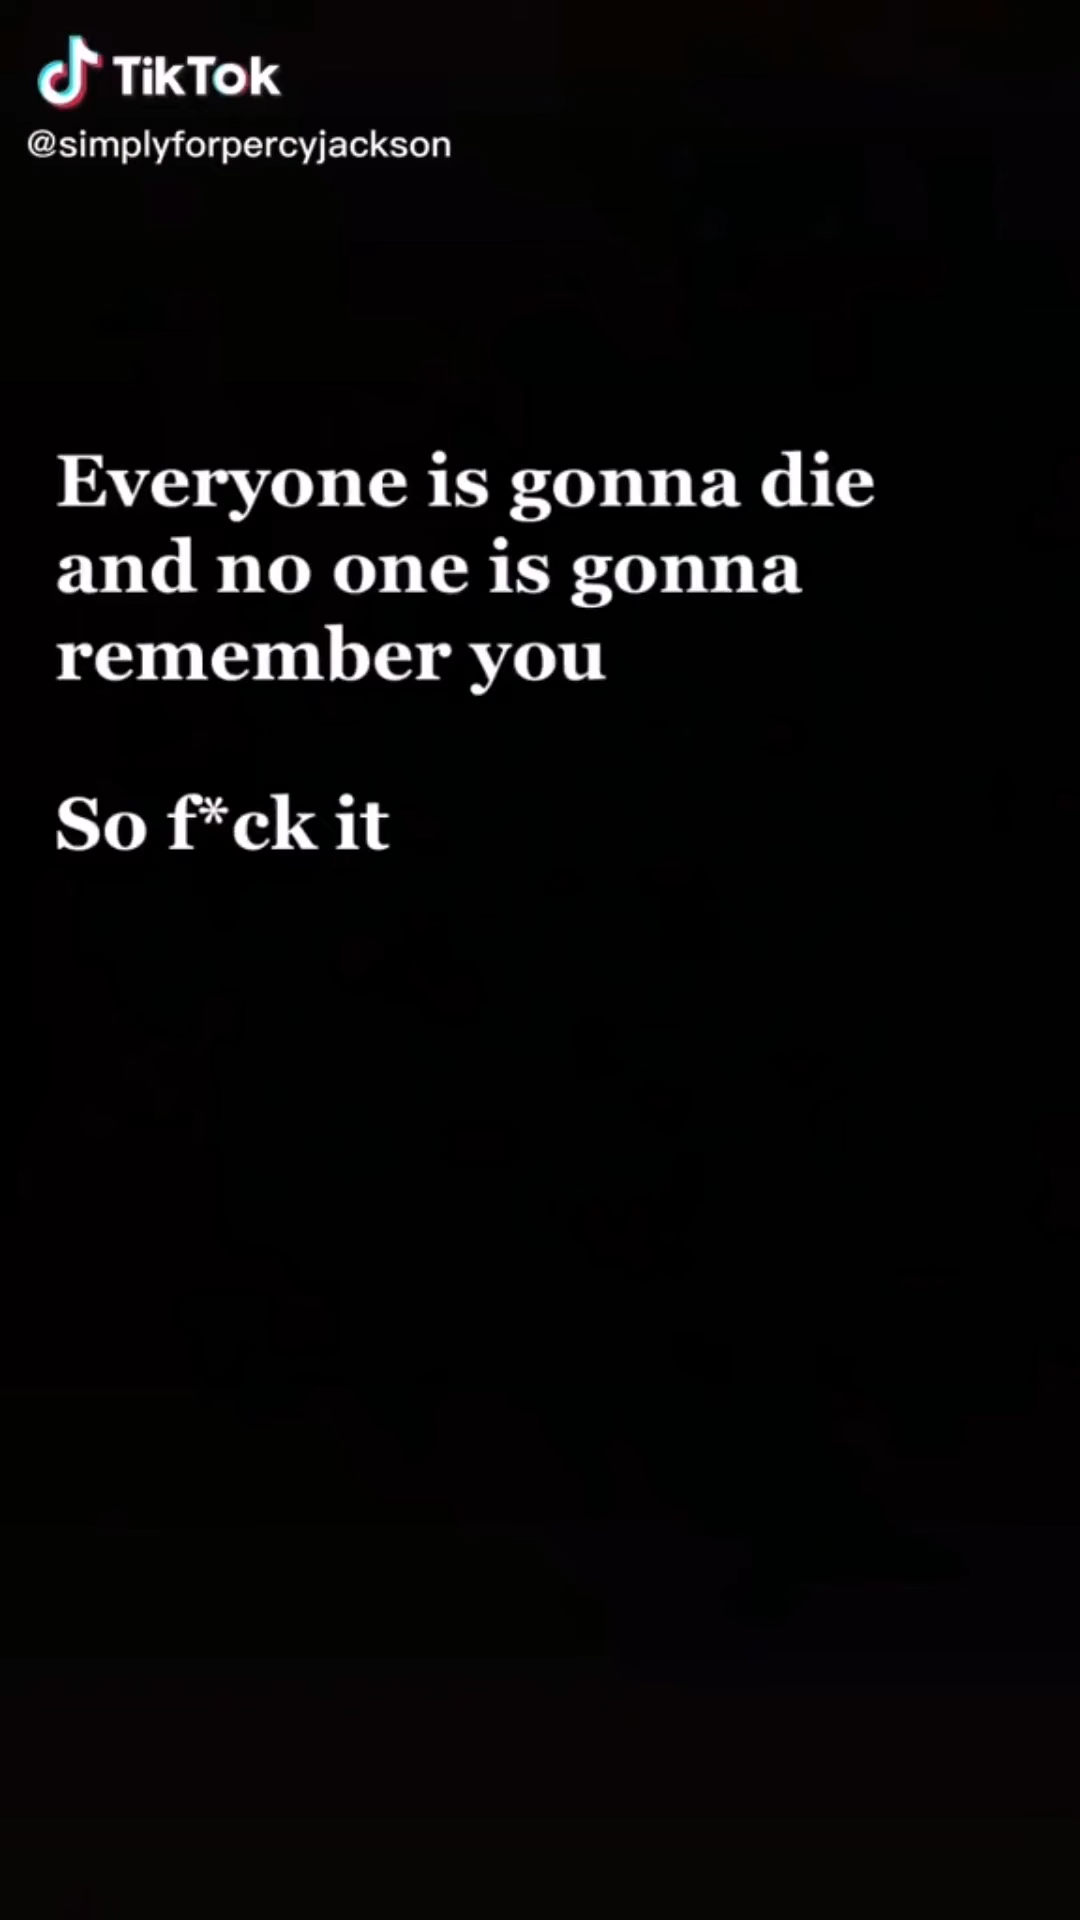 TikTok
@simplyforpercyjackson
Everyone is gonna die
and no one is gonna
remember you
So f*ck it